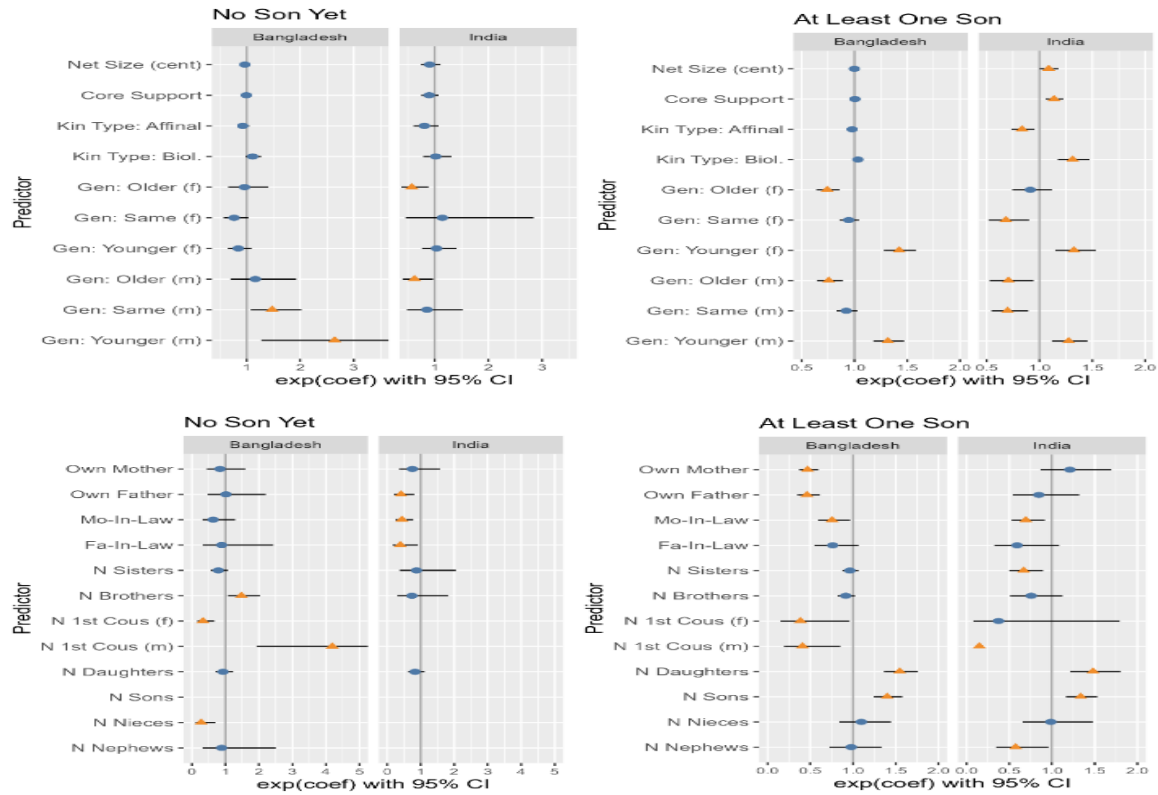 No Son Yet
Bangladesh India
Predictor
Net Size (cent)
Core Support
Kin Type: Affinal
Kin Type: Biol.
Gen: Older (f)
Gen: Same (f)
Gen: Younger (f)
Gen: Older (m)
Gen: Same (m)
Gen: Younger (m)
1 2 3 1 2 3
exp(coef) with 95% CI
At Least One Son
Bangladesh India
Predictor
Net Size (cent)
Core Support
Kin Type: Affinal
Kin Type: Biol.
Gen: Older (f)
Gen: Same (f)
Gen: Younger (f)
Gen: Older (m)
Gen: Same (m)
Gen: Younger (m)
0.5 1.0 1.5 2.0 0.5 1.0 1.5 2.0
exp(coef) with 95% CI
No Son Yet
Bangladesh India
Predictor
Own Mother
Own Father
Mo-In-Law
Fa-In-Law
N Sisters
N Brothers
N 1st Cous (f)
N 1st Cous (m)
N Daughters
N Sons
N Nieces
N Nephews
0 1 2 3 4 5 0 1 2 3 4 5
exp(coef) with 95% CI
At Least One Son
Bangladesh India
Predictor
Own Mother
Own Father
Mo-In-Law
Fa-In-Law
N Sisters
N Brothers
N 1st Cous (f)
N 1st Cous (m)
N Daughters
N Sons
N Nieces
N Nephews
0.0 0.5 1.0 1.5 2.0 0.0 0.5 1.0 1.5 2.0
exp(coef) with 95% CI